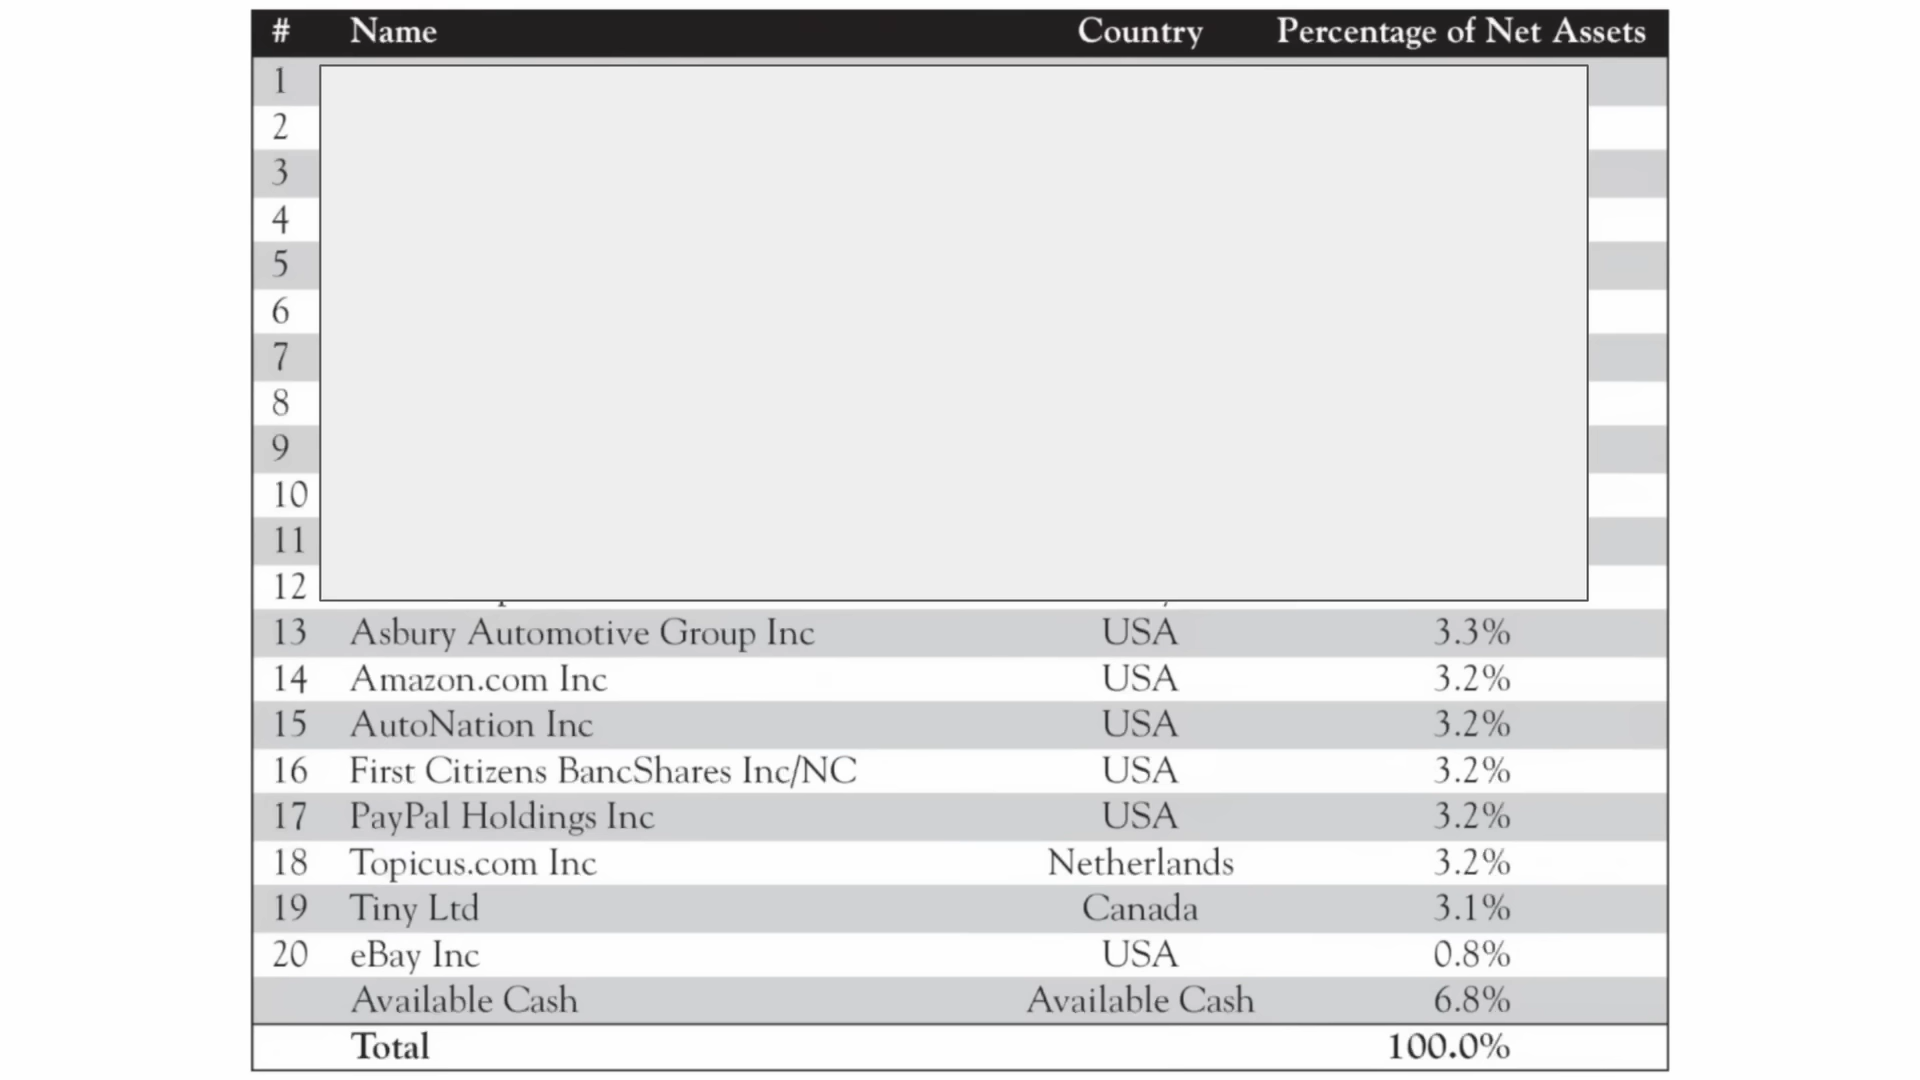 # Name Country Percentage of Net Assets
1
2
3
4
5
6
7
8
9
10
11
12
13 Asbury Automotive Group Inc USA 3.3%
14 Amazon.com Inc USA 3.2%
15 AutoNation Inc USA 3.2%
16 First Citizens BancShares Inc/NC USA 3.2%
17 PayPal Holdings Inc USA 3.2%
18 Topicus.com Inc Netherlands 3.2%
19 Tiny Ltd Canada 3.1%
20 eBay Inc USA 0.8%
Available Cash Available Cash 6.8%
Total 100.0%